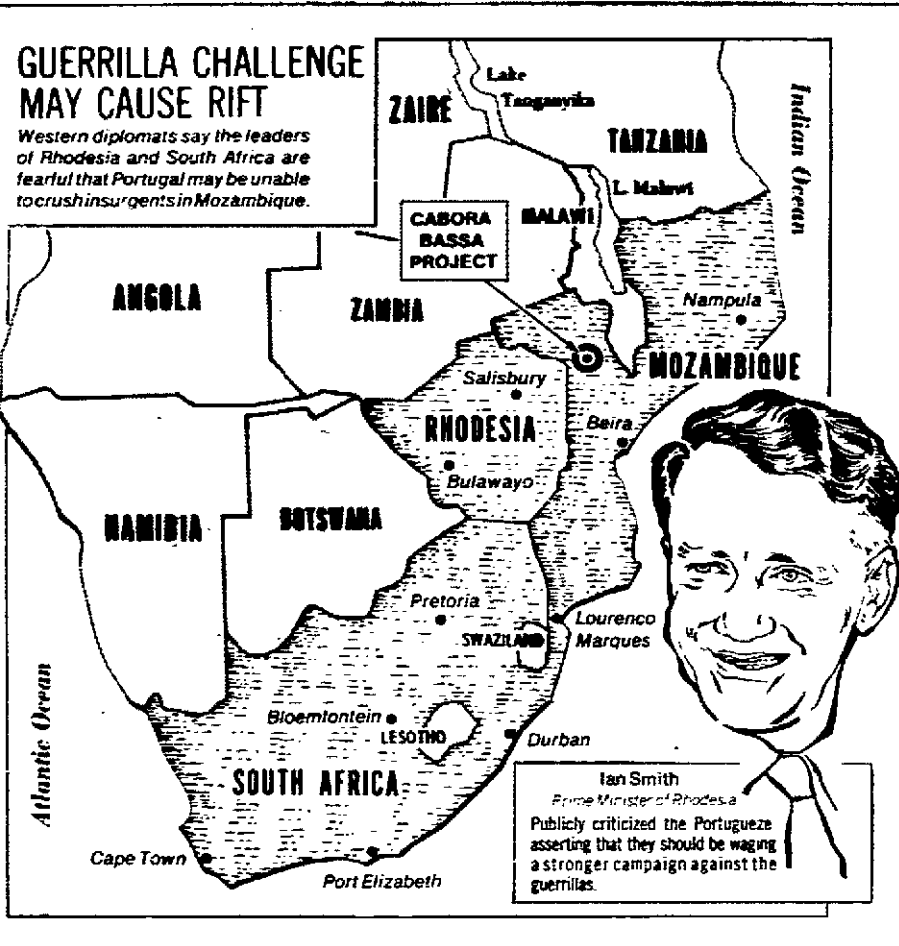 GUERRILLA CHALLENGE
MAY CAUSE RIFT
Western diplomats say the leaders
of Rhodesia and South Africa are
fearful that Portugal may be unable
to crush insurgents in Mozambique.
Lake
Tanganyika
ZAIRE
TANZANIA
Indian Ocean
L. Malawi
MALAWI
CABORA
BASSA
PROJECT
ANGOLA
ZAMBIA
Nampula
MOZAMBIQUE
Salisbury
RHODESIA
Beira
Bulawayo
NAMIBIA
BOTSWANA
Pretoria
Lourenco
Marques
SWAZILAND
Atlantic Ocean
Bloemfontein
LESOTHO
Durban
SOUTH AFRICA
Cape Town
Port Elizabeth
Ian Smith
Prime Minister of Rhodesia
Publicly criticized the Portugueze
asserting that they should be waging
a stronger campaign against the
guerrillas.